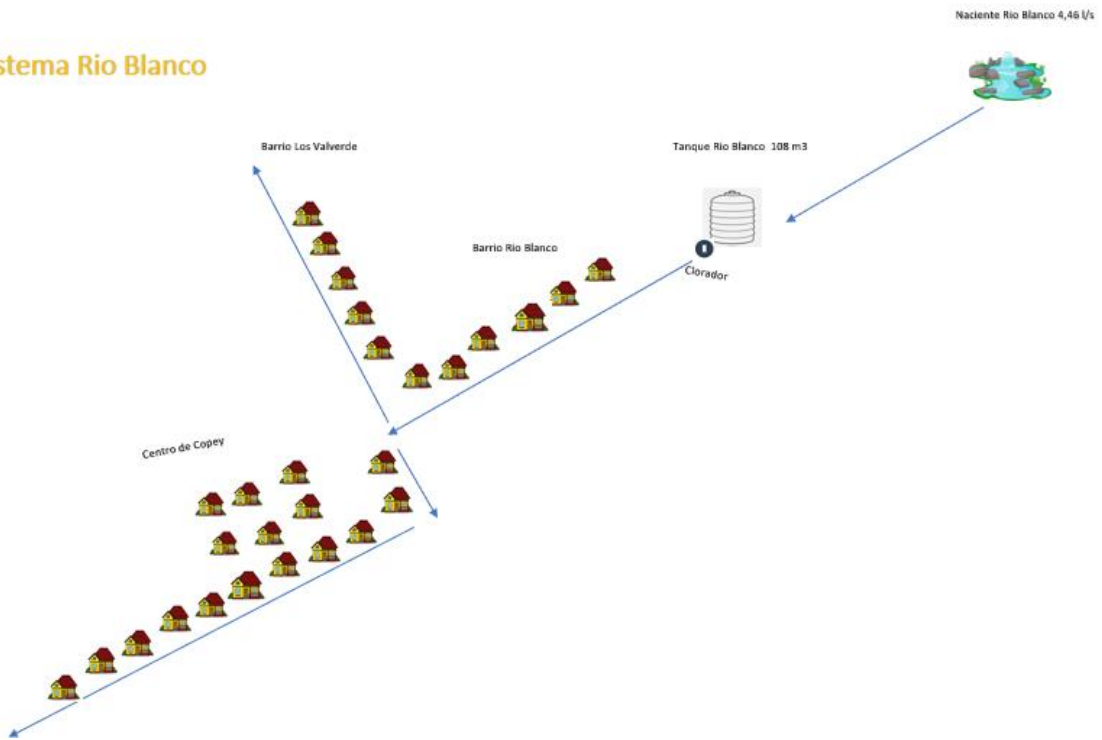 Naciente Rio Blanco 4,46 l/s
stema Rio Blanco
Barrio Los Valverde
Tanque Rio Blanco 108 m3
Barrio Rio Blanco
Clorador
Centro de Copey